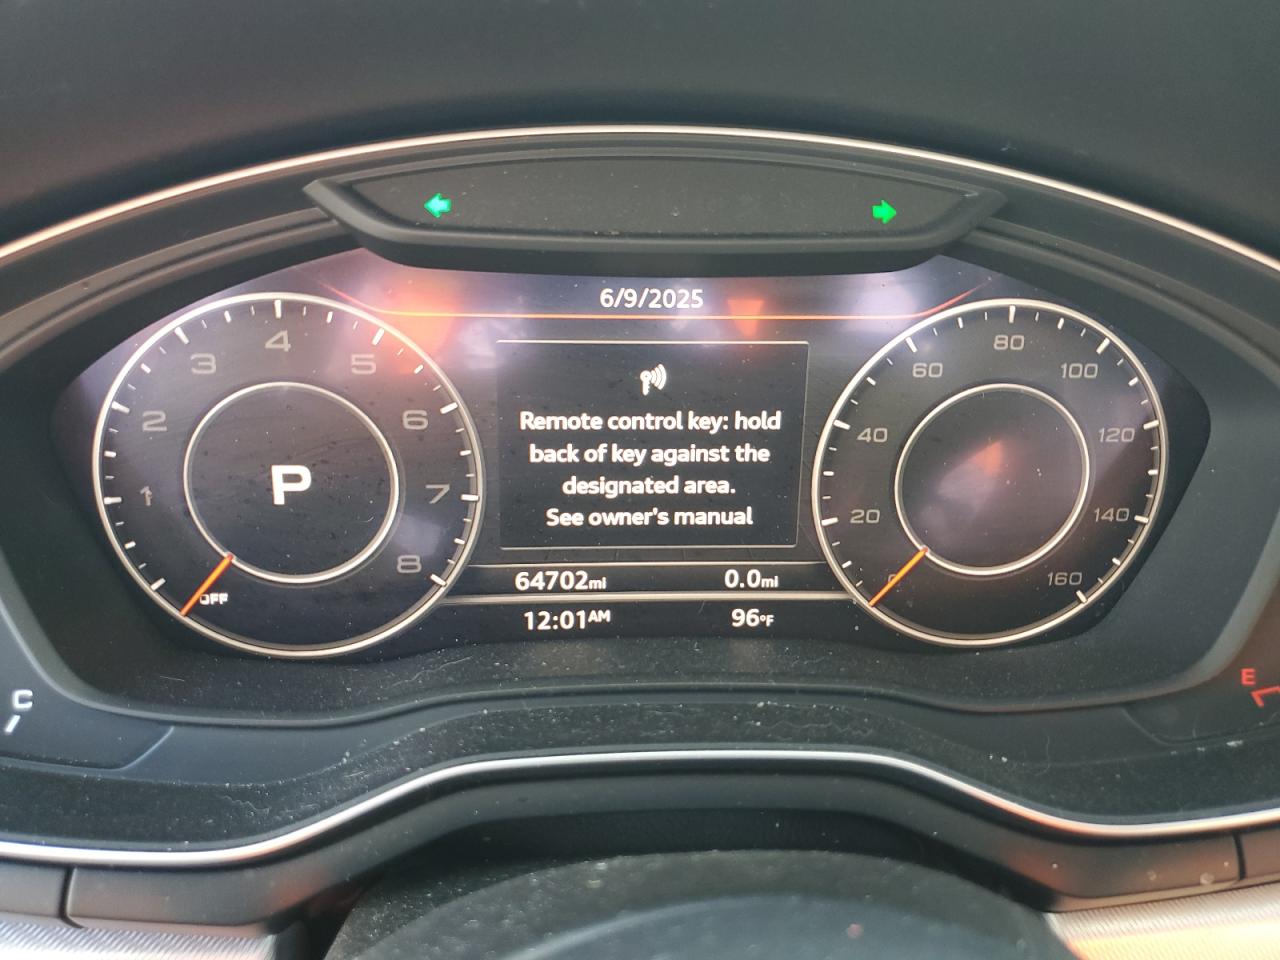 6/9/2025
Remote control key: hold
back of key against the
designated area.
See owner's manual
64702mi 0.0mi
12:01AM 96°F
1
2
3
4
5
6
7
8
P
OFF
0
20
40
60
80
100
120
140
160
C
E